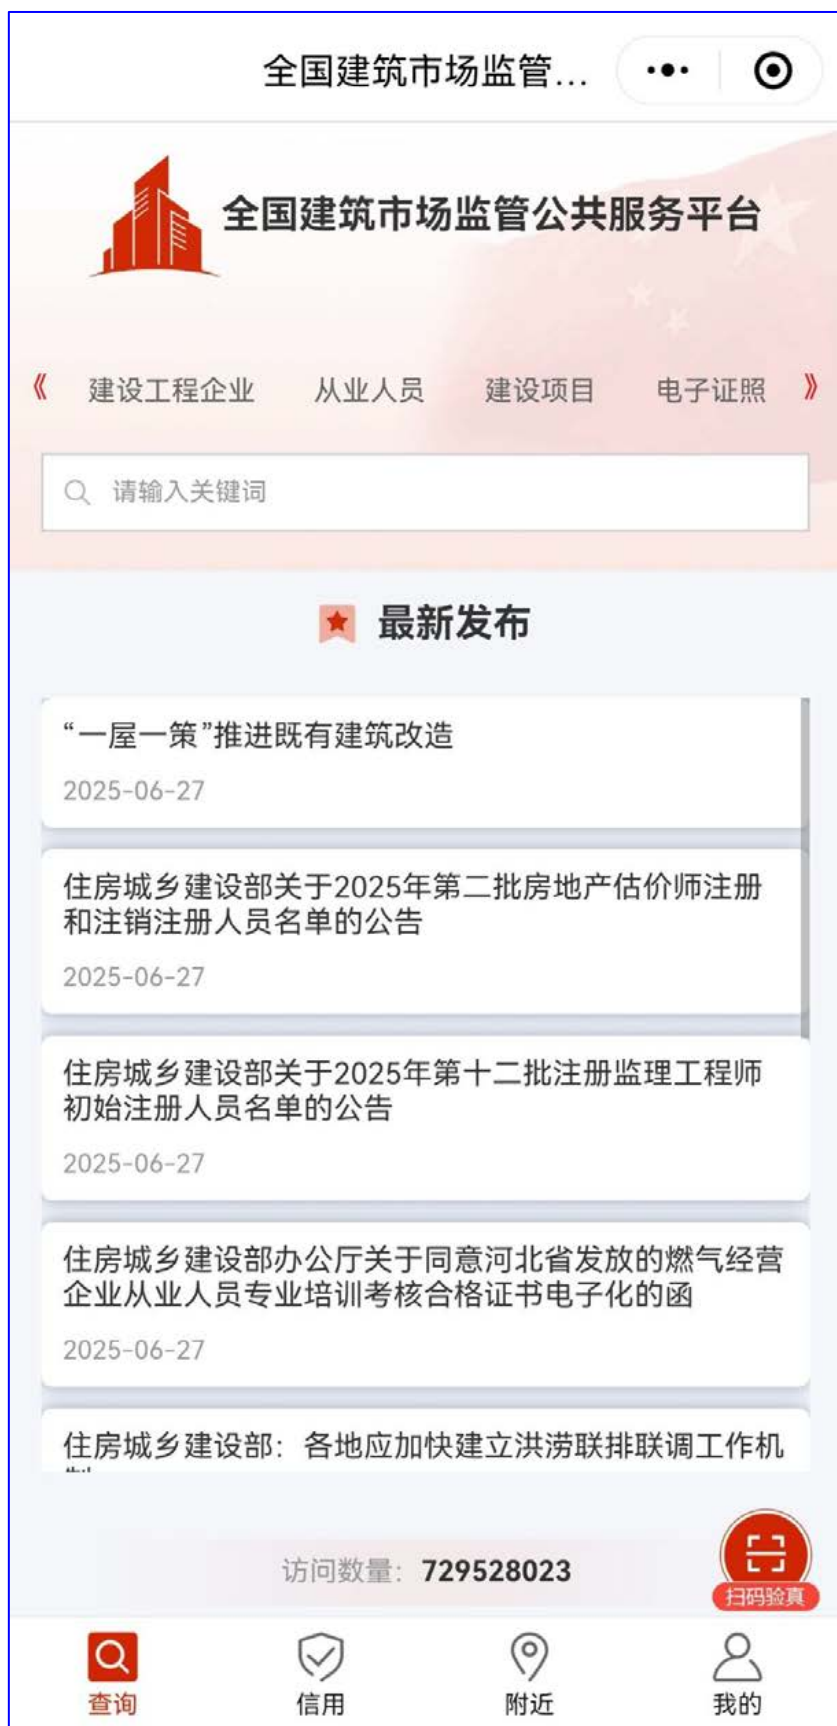 全国建筑市场监管...
全国建筑市场监管公共服务平台
《 建设工程企业 从业人员 建设项目 电子证照 》
请输入关键词
最新发布
“一屋一策”推进既有建筑改造
2025-06-27
住房城乡建设部关于2025年第二批房地产估价师注册
和注销注册人员名单的公告
2025-06-27
住房城乡建设部关于2025年第十二批注册监理工程师
初始注册人员名单的公告
2025-06-27
住房城乡建设部办公厅关于同意河北省发放的燃气经营
企业从业人员专业培训考核合格证书电子化的函
2025-06-27
住房城乡建设部：各地应加快建立洪涝联排联调工作机
访问数量：729528023
扫码验真
查询 信用 附近 我的